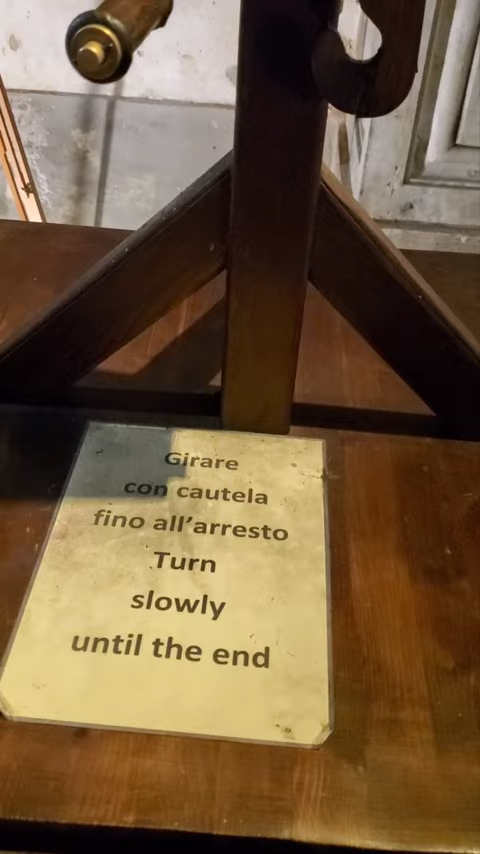 Girare
con cautela
fino all'arresto
Turn
slowly
until the end